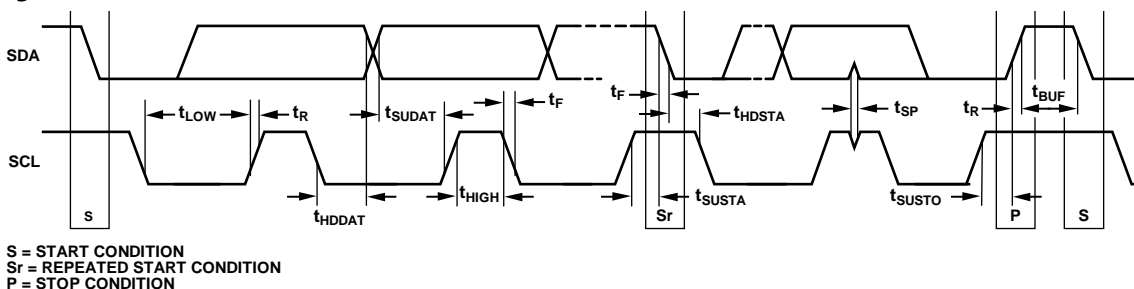 SDA
tF
tF
tR
tBUF
tLOW
tR
tSUDAT
tHDSTA
tSP
SCL
tHIGH
tSUSTA
tSUSTO
tHDDAT
S
Sr
P
S
S = START CONDITION
Sr = REPEATED START CONDITION
P = STOP CONDITION